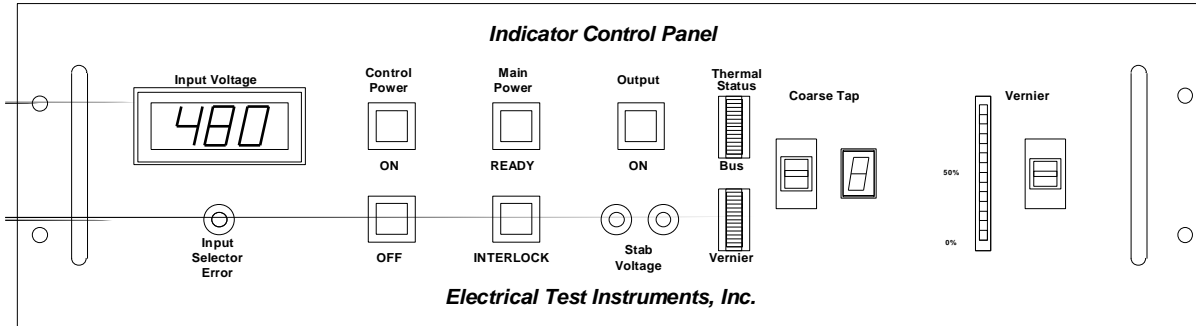 Indicator Control Panel
Input Voltage
480
Control
Power
ON
OFF
Main
Power
READY
INTERLOCK
Output
ON
Stab
Voltage
Thermal
Status
Bus
Vernier
Coarse Tap
Vernier
50%
0%
Input
Selector
Error
Electrical Test Instruments, Inc.